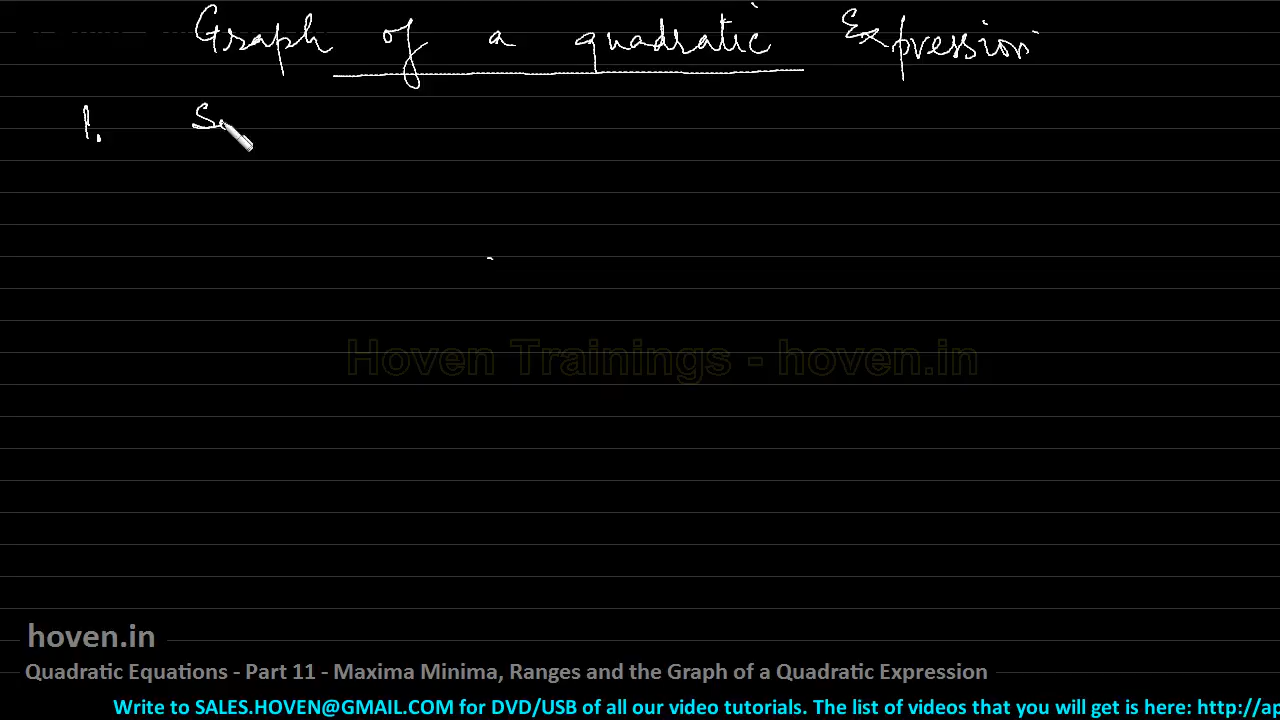 Graph of a quadratic Expression
1. S
Hoven Trainings - hoven.in
hoven.in
Quadratic Equations - Part 11 - Maxima Minima, Ranges and the Graph of a Quadratic Expression
Write to SALES.HOVEN@GMAIL.COM for DVD/USB of all our video tutorials. The list of videos that you will get is here: http://ap